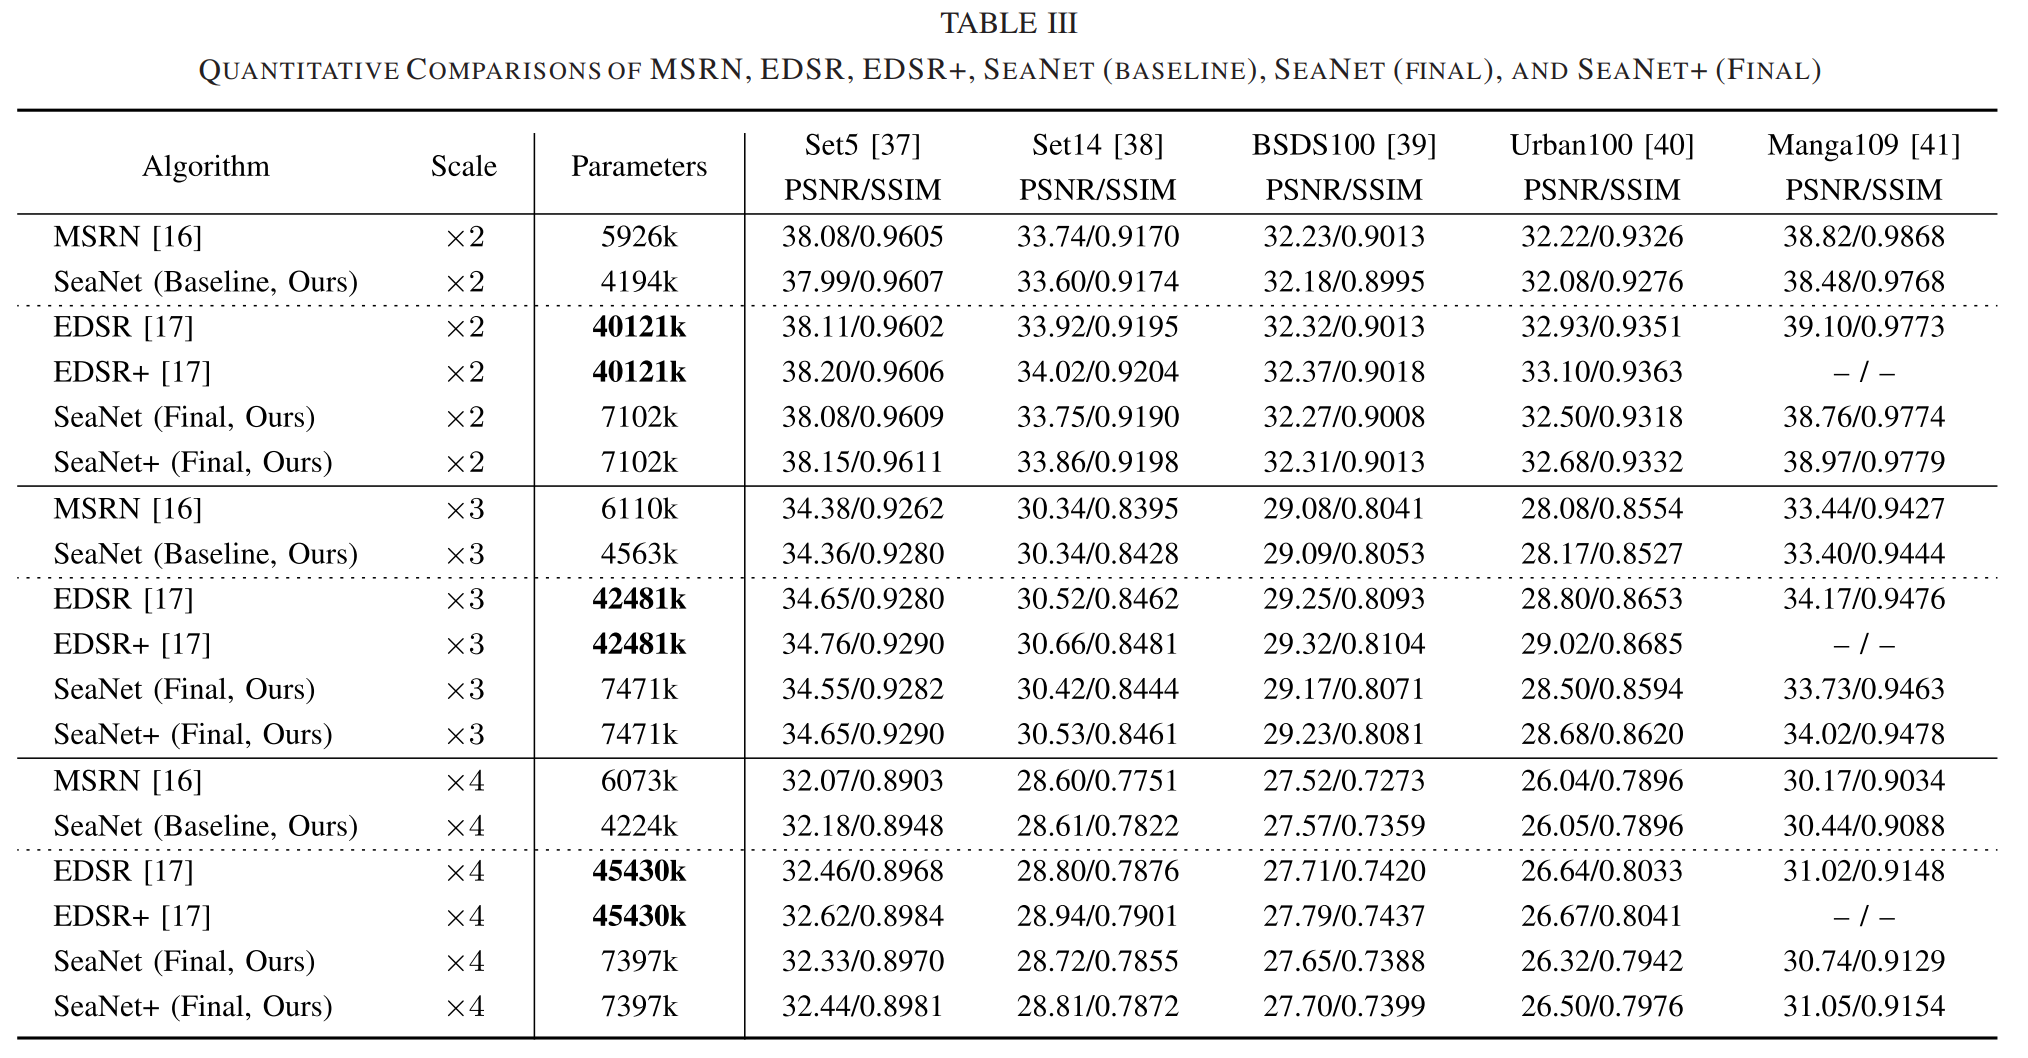 TABLE III
QUANTITATIVE COMPARISONS OF MSRN, EDSR, EDSR+, SEANET (BASELINE), SEANET (FINAL), AND SEANET+ (FINAL)
Algorithm Scale Parameters Set5 [37] Set14 [38] BSDS100 [39] Urban100 [40] Manga109 [41]
PSNR/SSIM PSNR/SSIM PSNR/SSIM PSNR/SSIM PSNR/SSIM
MSRN [16] ×2 5926k 38.08/0.9605 33.74/0.9170 32.23/0.9013 32.22/0.9326 38.82/0.9868
SeaNet (Baseline, Ours) ×2 4194k 37.99/0.9607 33.60/0.9174 32.18/0.8995 32.08/0.9276 38.48/0.9768
EDSR [17] ×2 40121k 38.11/0.9602 33.92/0.9195 32.32/0.9013 32.93/0.9351 39.10/0.9773
EDSR+ [17] ×2 40121k 38.20/0.9606 34.02/0.9204 32.37/0.9018 33.10/0.9363 – / –
SeaNet (Final, Ours) ×2 7102k 38.08/0.9609 33.75/0.9190 32.27/0.9008 32.50/0.9318 38.76/0.9774
SeaNet+ (Final, Ours) ×2 7102k 38.15/0.9611 33.86/0.9198 32.31/0.9013 32.68/0.9332 38.97/0.9779
MSRN [16] ×3 6110k 34.38/0.9262 30.34/0.8395 29.08/0.8041 28.08/0.8554 33.44/0.9427
SeaNet (Baseline, Ours) ×3 4563k 34.36/0.9280 30.34/0.8428 29.09/0.8053 28.17/0.8527 33.40/0.9444
EDSR [17] ×3 42481k 34.65/0.9280 30.52/0.8462 29.25/0.8093 28.80/0.8653 34.17/0.9476
EDSR+ [17] ×3 42481k 34.76/0.9290 30.66/0.8481 29.32/0.8104 29.02/0.8685 – / –
SeaNet (Final, Ours) ×3 7471k 34.55/0.9282 30.42/0.8444 29.17/0.8071 28.50/0.8594 33.73/0.9463
SeaNet+ (Final, Ours) ×3 7471k 34.65/0.9290 30.53/0.8461 29.23/0.8081 28.68/0.8620 34.02/0.9478
MSRN [16] ×4 6073k 32.07/0.8903 28.60/0.7751 27.52/0.7273 26.04/0.7896 30.17/0.9034
SeaNet (Baseline, Ours) ×4 4224k 32.18/0.8948 28.61/0.7822 27.57/0.7359 26.05/0.7896 30.44/0.9088
EDSR [17] ×4 45430k 32.46/0.8968 28.80/0.7876 27.71/0.7420 26.64/0.8033 31.02/0.9148
EDSR+ [17] ×4 45430k 32.62/0.8984 28.94/0.7901 27.79/0.7437 26.67/0.8041 – / –
SeaNet (Final, Ours) ×4 7397k 32.33/0.8970 28.72/0.7855 27.65/0.7388 26.32/0.7942 30.74/0.9129
SeaNet+ (Final, Ours) ×4 7397k 32.44/0.8981 28.81/0.7872 27.70/0.7399 26.50/0.7976 31.05/0.9154